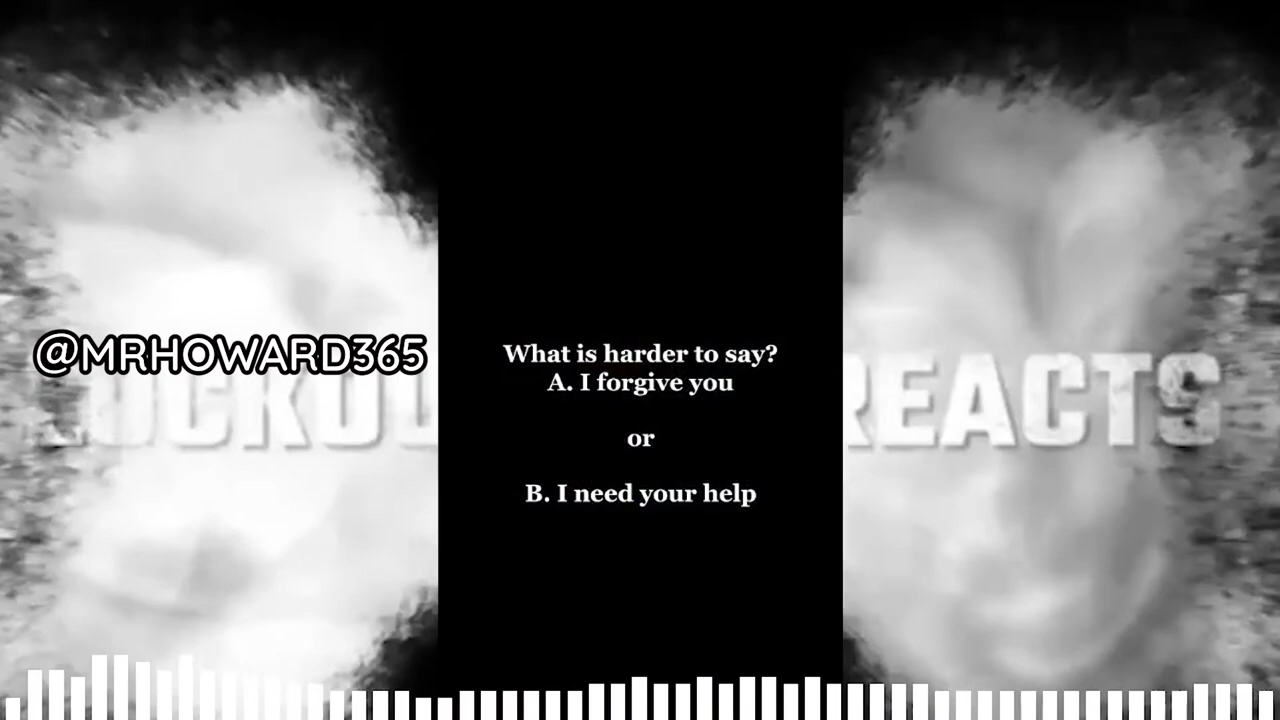 @MRHOWARD365
What is harder to say?
A. I forgive you
or
B. I need your help
REACTS